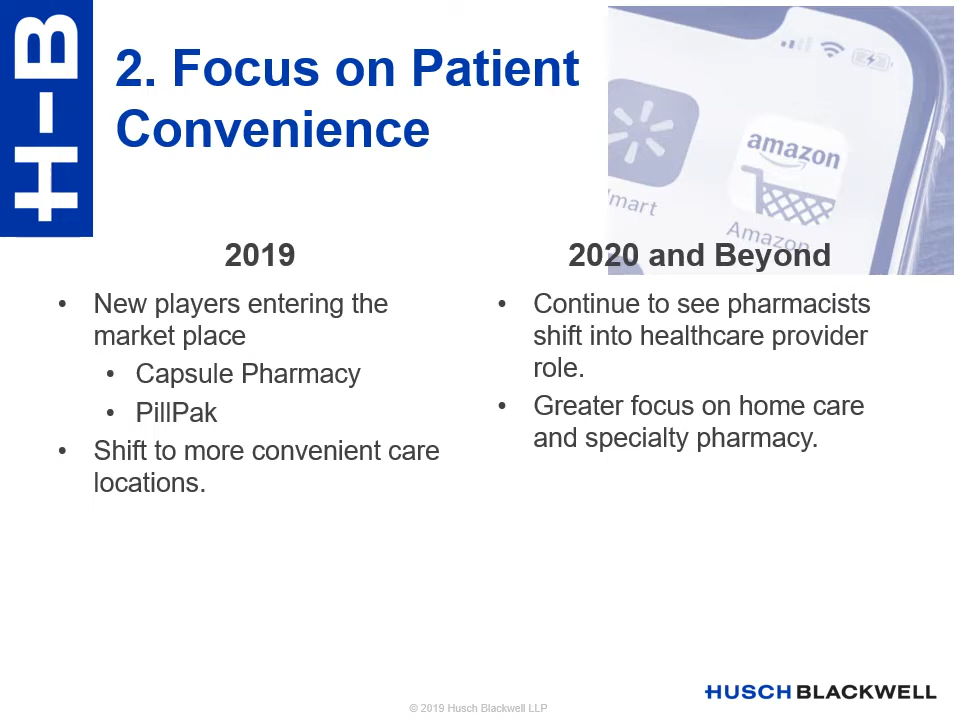 H-B
2. Focus on Patient
Convenience
amazon
mart
Amazon
2019
2020 and Beyond
• New players entering the
market place
• Capsule Pharmacy
• PillPak
• Shift to more convenient care
locations.
• Continue to see pharmacists
shift into healthcare provider
role.
• Greater focus on home care
and specialty pharmacy.
HUSCH BLACKWELL
© 2019 Husch Blackwell LLP